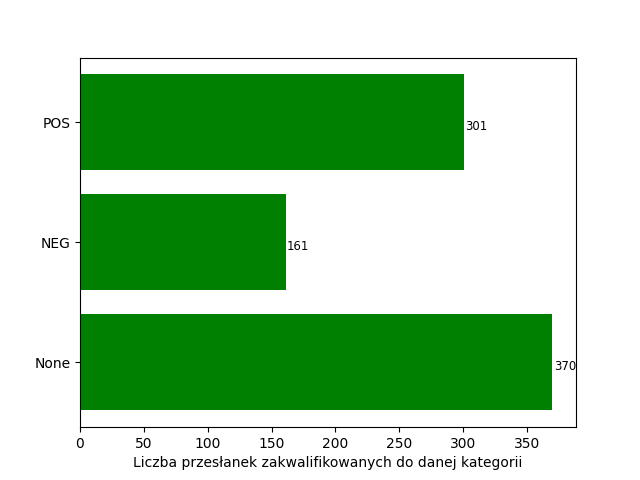 POS
301
NEG
161
None
370
0 50 100 150 200 250 300 350
Liczba przesłanek zakwalifikowanych do danej kategorii